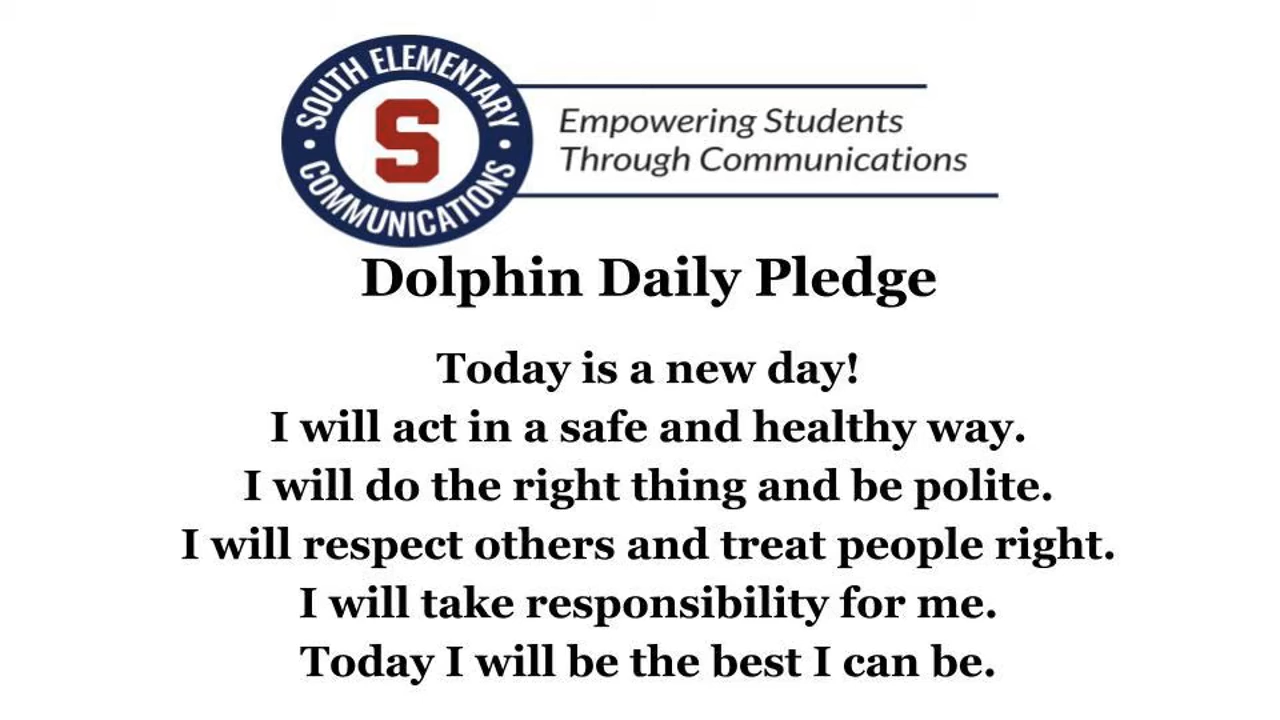 SOUTH ELEMENTARY
S
COMMUNICATIONS
Empowering Students
Through Communications
Dolphin Daily Pledge
Today is a new day!
I will act in a safe and healthy way.
I will do the right thing and be polite.
I will respect others and treat people right.
I will take responsibility for me.
Today I will be the best I can be.